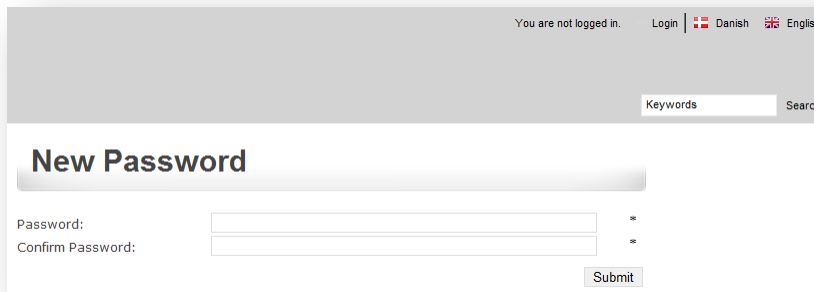 You are not logged in. Login Danish
Keywords
New Password
Password: *
Confirm Password: *
Submit